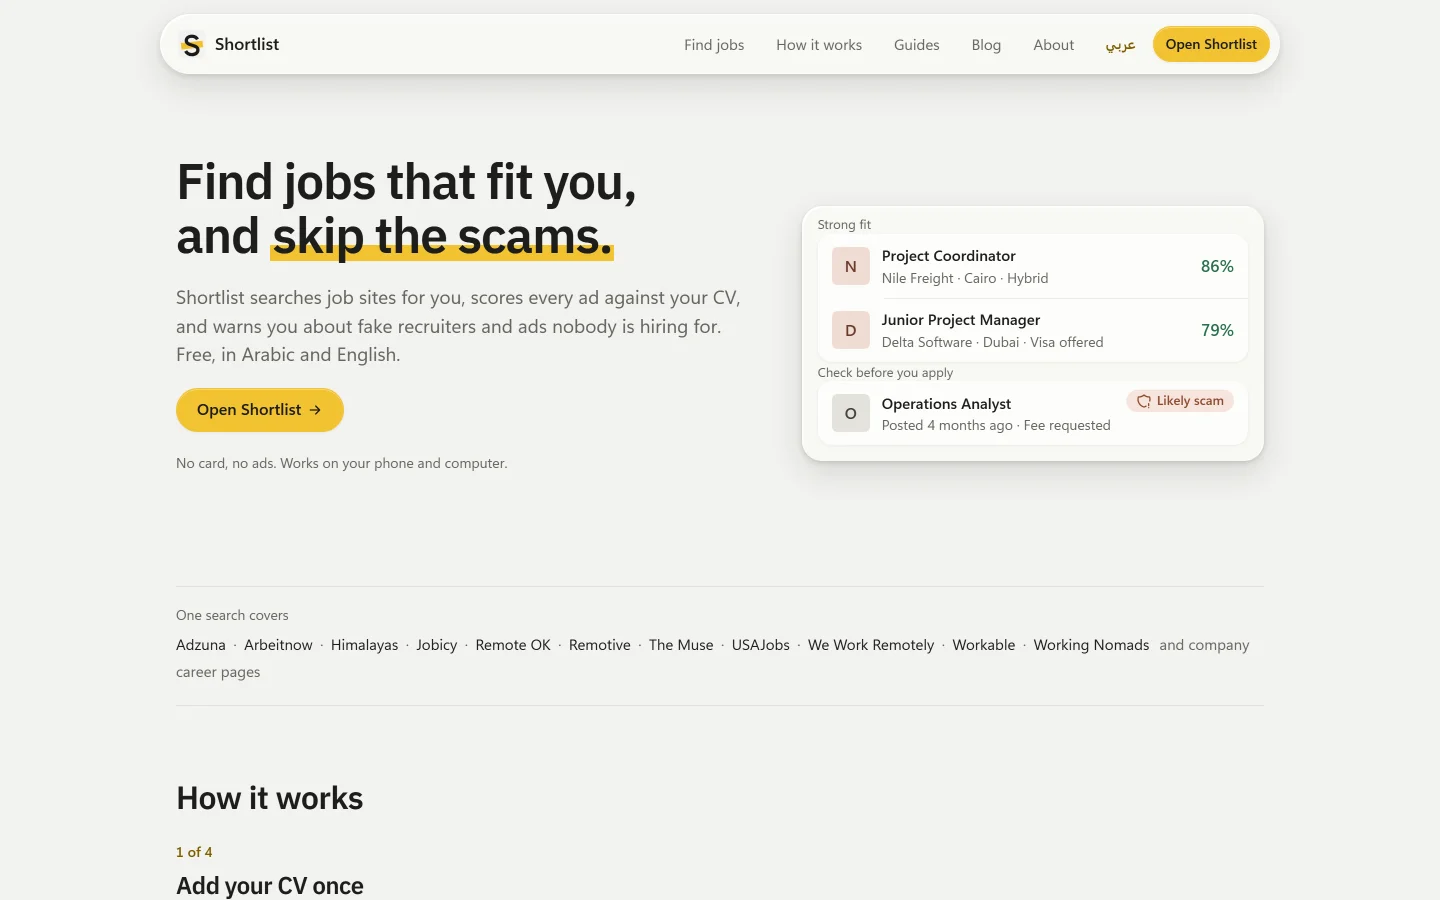 Shortlist
Find jobs
How it works
Guides
Blog
About
عربي
Open Shortlist
Find jobs that fit you,
and skip the scams.
Shortlist searches job sites for you, scores every ad against your CV,
and warns you about fake recruiters and ads nobody is hiring for.
Free, in Arabic and English.
Open Shortlist →
No card, no ads. Works on your phone and computer.
Strong fit
N
Project Coordinator
86%
Nile Freight · Cairo · Hybrid
D
Junior Project Manager
79%
Delta Software · Dubai · Visa offered
Check before you apply
O
Operations Analyst
Likely scam
Posted 4 months ago · Fee requested
One search covers
Adzuna · Arbeitnow · Himalayas · Jobicy · Remote OK · Remotive · The Muse · USAJobs · We Work Remotely · Workable · Working Nomads and company
career pages
How it works
1 of 4
Add your CV once